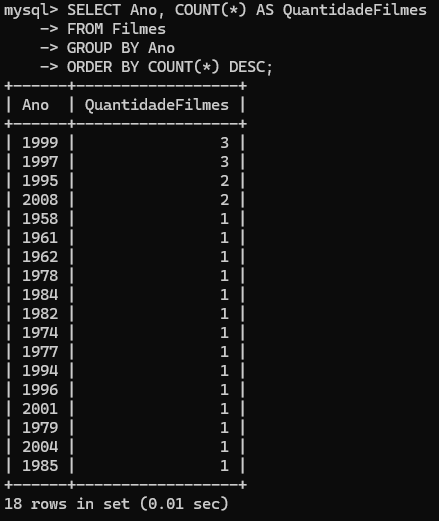 mysql> SELECT Ano, COUNT(*) AS QuantidadeFilmes
    -> FROM Filmes
    -> GROUP BY Ano
    -> ORDER BY COUNT(*) DESC;
+------+------------------+
| Ano  | QuantidadeFilmes |
+------+------------------+
| 1999 |                3 |
| 1997 |                3 |
| 1995 |                2 |
| 2008 |                2 |
| 1958 |                1 |
| 1961 |                1 |
| 1962 |                1 |
| 1978 |                1 |
| 1984 |                1 |
| 1982 |                1 |
| 1974 |                1 |
| 1977 |                1 |
| 1994 |                1 |
| 1996 |                1 |
| 2001 |                1 |
| 1979 |                1 |
| 2004 |                1 |
| 1985 |                1 |
+------+------------------+
18 rows in set (0.01 sec)